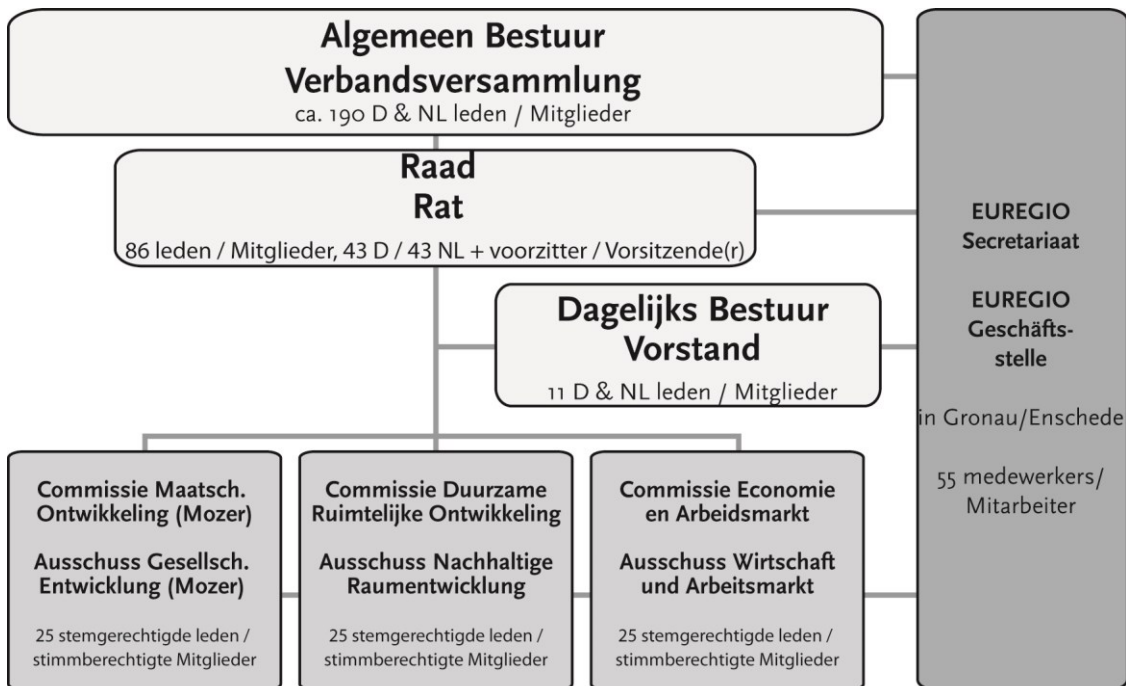 Algemeen Bestuur
Verbandsversammlung
ca. 190 D & NL leden / Mitglieder
Raad
Rat
86 leden / Mitglieder, 43 D / 43 NL + voorzitter / Vorsitzende(r)
Dagelijks Bestuur
Vorstand
11 D & NL leden / Mitglieder
Commissie Maatsch.
Ontwikkeling (Mozer)
Ausschuss Gesellsch.
Entwicklung (Mozer)
25 stemgerechtigde leden /
stimmberechtigte Mitglieder
Commissie Duurzame
Ruimtelijke Ontwikkeling
Ausschuss Nachhaltige
Raumentwicklung
25 stemgerechtigde leden /
stimmberechtigte Mitglieder
Commissie Economie
en Arbeidsmarkt
Ausschuss Wirtschaft
und Arbeitsmarkt
25 stemgerechtigde leden /
stimmberechtigte Mitglieder
EUREGIO
Secretariaat
EUREGIO
Geschäfts-
stelle
in Gronau/Enschede
55 medewerkers/
Mitarbeiter